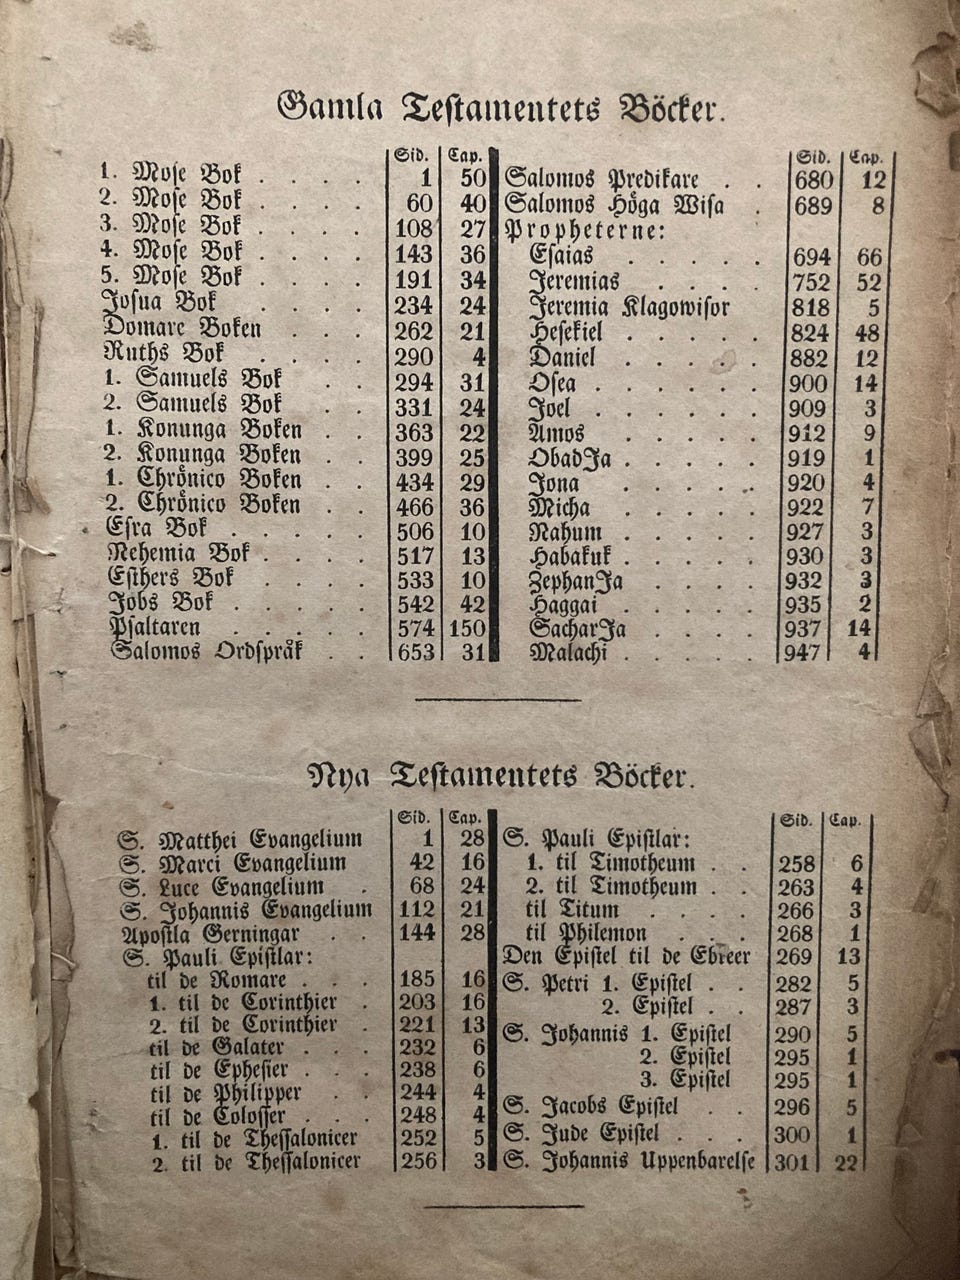 Gamla Testamentets Böcker.
Sid. Cap.
1. Mose Bok . . . . 1 50
2. Mose Bok . . . . 60 40
3. Mose Bok . . . . 108 27
4. Mose Bok . . . . 143 36
5. Mose Bok . . . . 191 34
Josua Bok . . . . 234 24
Domare Boken . . . 262 21
Ruths Bok . . . . 290 4
1. Samuels Bok . . 294 31
2. Samuels Bok . . 331 24
1. Konunga Boken . . 363 22
2. Konunga Boken . . 399 25
1. Chrönico Boken . . 434 29
2. Chrönico Boken . . 466 36
Esra Bok . . . . . 506 10
Nehemia Bok . . . . 517 13
Esthers Bok . . . . 533 10
Jobs Bok . . . . . 542 42
Psaltaren . . . . . 574 150
Salomos Ordspråk . . 653 31
Sid. Cap.
Salomos Predikare . . 680 12
Salomos Höga Wisa . 689 8
Propheterne:
Esaias . . . . . 694 66
Jeremias . . . . 752 52
Jeremia Klagowisor 818 5
Hesekiel . . . . . 824 48
Daniel . . . . . 882 12
Osea . . . . . . 900 14
Joel . . . . . . 909 3
Amos . . . . . 912 9
ObadJa . . . . . 919 1
Jona . . . . . 920 4
Micha . . . . . 922 7
Nahum . . . . . 927 3
Habakuk . . . . . 930 3
ZephanJa . . . . 932 3
Haggai . . . . . 935 2
SacharJa . . . . 937 14
Malachi . . . . . 947 4
Nya Testamentets Böcker.
Sid. Cap.
S. Matthei Evangelium 1 28
S. Marci Evangelium 42 16
S. Luce Evangelium . 68 24
S. Johannis Evangelium 112 21
Apostla Gerningar . . 144 28
S. Pauli Epistlar:
til de Romare . . . 185 16
1. til de Corinthier . 203 16
2. til de Corinthier . 221 13
til de Galater . . . 232 6
til de Ephesier . . . 238 6
til de Philipper . . 244 4
til de Colosser . . . 248 4
1. til de Thessalonicer 252 5
2. til de Thessalonicer 256 3
Sid. Cap.
S. Pauli Epistlar:
1. til Timotheum . . 258 6
2. til Timotheum . . 263 4
til Titum . . . . 266 3
til Philemon . . . 268 1
Den Epistel til de Ebreer 269 13
S. Petri 1. Epistel . . 282 5
2. Epistel . . 287 3
S. Johannis 1. Epistel 290 5
2. Epistel 295 1
3. Epistel 295 1
S. Jacobs Epistel . . 296 5
S. Jude Epistel . . . 300 1
S. Johannis Uppenbarelse 301 22